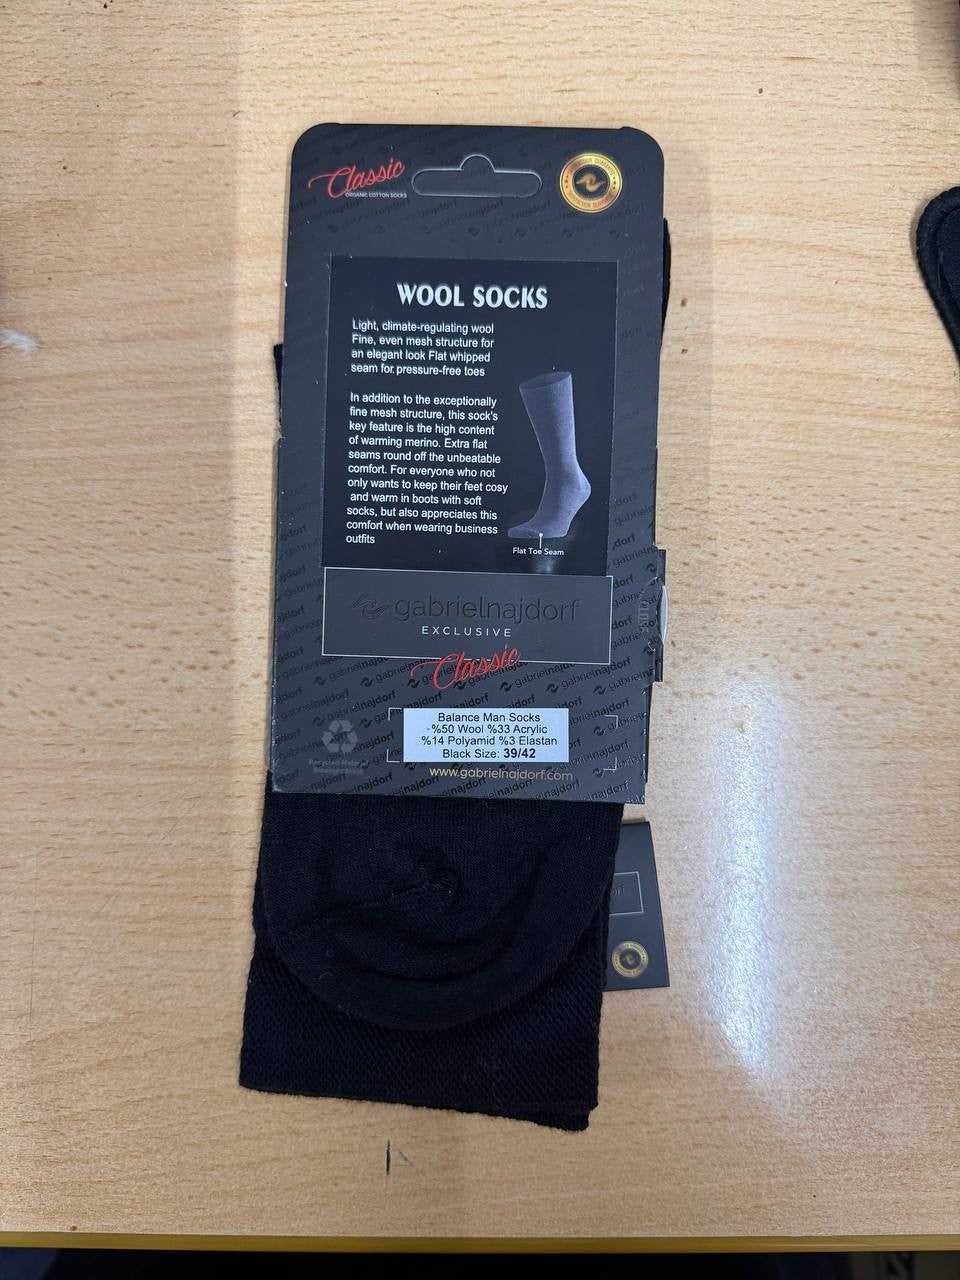 Classic
ORGANIC COTTON SOCKS
WOOL SOCKS
Light, climate-regulating wool
Fine, even mesh structure for
an elegant look Flat whipped
seam for pressure-free toes
In addition to the exceptionally
fine mesh structure, this sock's
key feature is the high content
of warming merino. Extra flat
seams round off the unbeatable
comfort. For everyone who not
only wants to keep their feet cosy
and warm in boots with soft
socks, but also appreciates this
comfort when wearing business
outfits
Flat Toe Seam
gabrielnajdorf
EXCLUSIVE
Classic
Balance Man Socks
-%50 Wool %33 Acrylic
%14 Polyamid %3 Elastan
Black Size: 39/42
Recycled Material
www.gabrielnajdorf.com